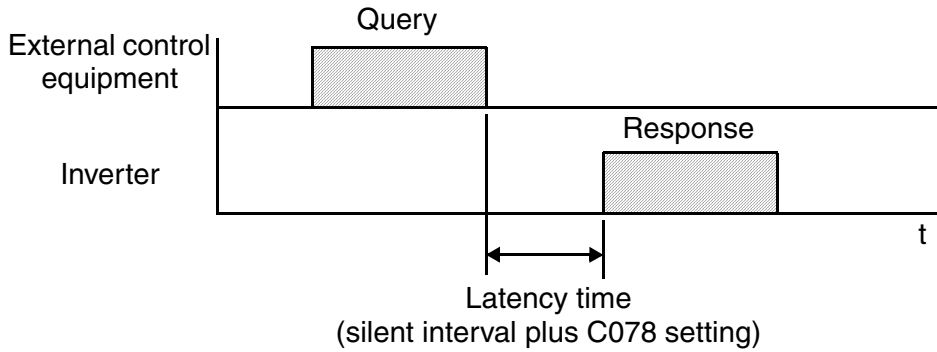 Query
External control
equipment
Response
Inverter
t
Latency time
(silent interval plus C078 setting)